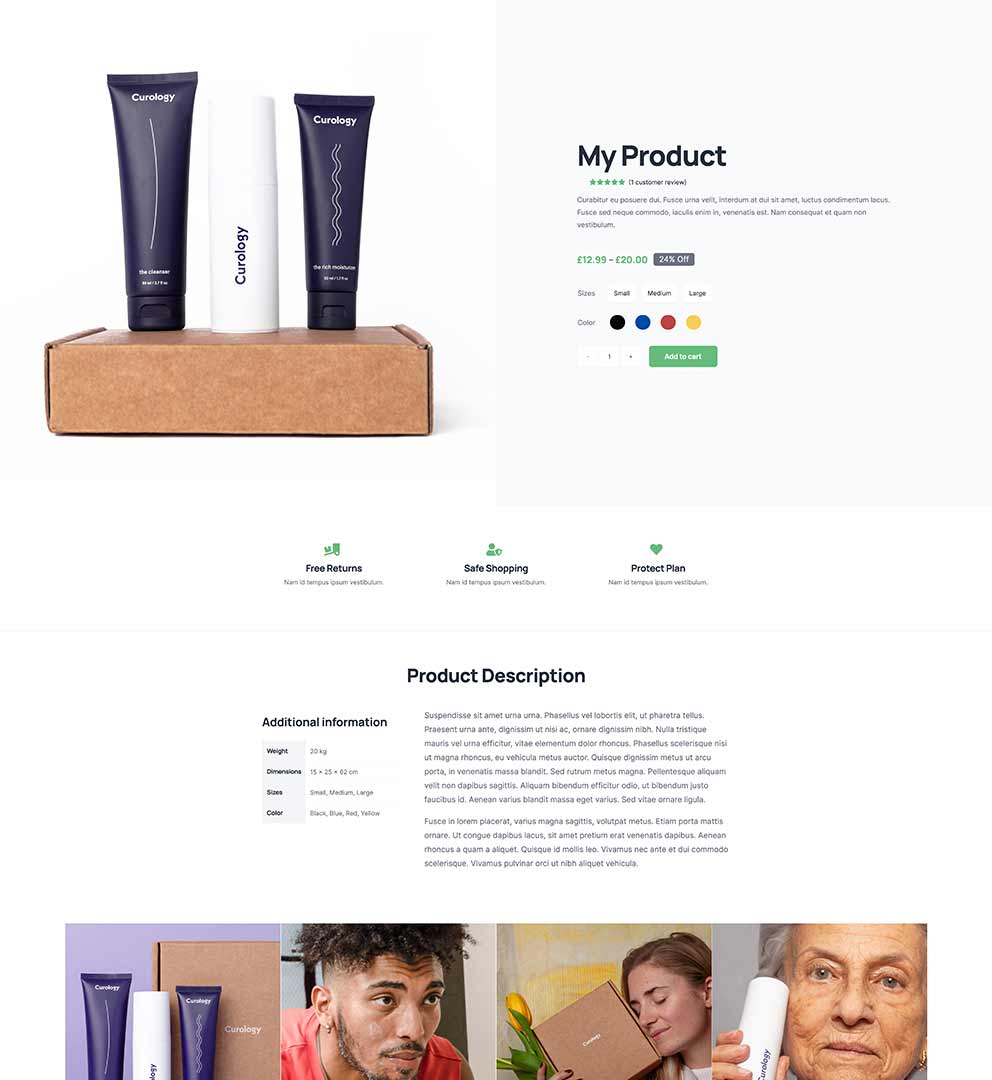 Curology
Curology
Curology
the cleanser
the rich moisturizer
My Product
(1 customer review)
Curabitur eu posuere dui. Fusce urna velit, interdum at dui sit amet, luctus condimentum lacus.
Fusce sed neque commodo, iaculis enim in, venenatis est. Nam consequat et quam non
vestibulum.
£12.99 – £20.00 24% Off
Sizes Small Medium Large
Color
- 1 + Add to cart
Free Returns
Nam id tempus ipsum vestibulum.
Safe Shopping
Nam id tempus ipsum vestibulum.
Protect Plan
Nam id tempus ipsum vestibulum.
Product Description
Additional information
Weight 20 kg
Dimensions 15 × 25 × 62 cm
Sizes Small, Medium, Large
Color Black, Blue, Red, Yellow
Suspendisse sit amet urna urna. Phasellus vel lobortis elit, ut pharetra tellus.
Praesent urna ante, dignissim ut nisi ac, ornare dignissim nibh. Nulla tristique
mauris vel urna efficitur, vitae elementum dolor rhoncus. Phasellus scelerisque nisi
ut magna rhoncus, eu vehicula metus auctor. Quisque dignissim metus ut arcu
porta, in venenatis massa blandit. Sed rutrum metus magna. Pellentesque aliquam
velit non dapibus sagittis. Aliquam bibendum efficitur odio, ut bibendum justo
faucibus id. Aenean varius blandit massa eget varius. Sed vitae ornare ligula.
Fusce in lorem placerat, varius magna sagittis, volutpat metus. Etiam porta mattis
ornare. Ut congue dapibus lacus, sit amet pretium erat venenatis dapibus. Aenean
rhoncus a quam a aliquet. Quisque id mollis leo. Vivamus nec ante et dui commodo
scelerisque. Vivamus pulvinar orci ut nibh aliquet vehicula.
Curology
Curology
Curology
Curology
Curology